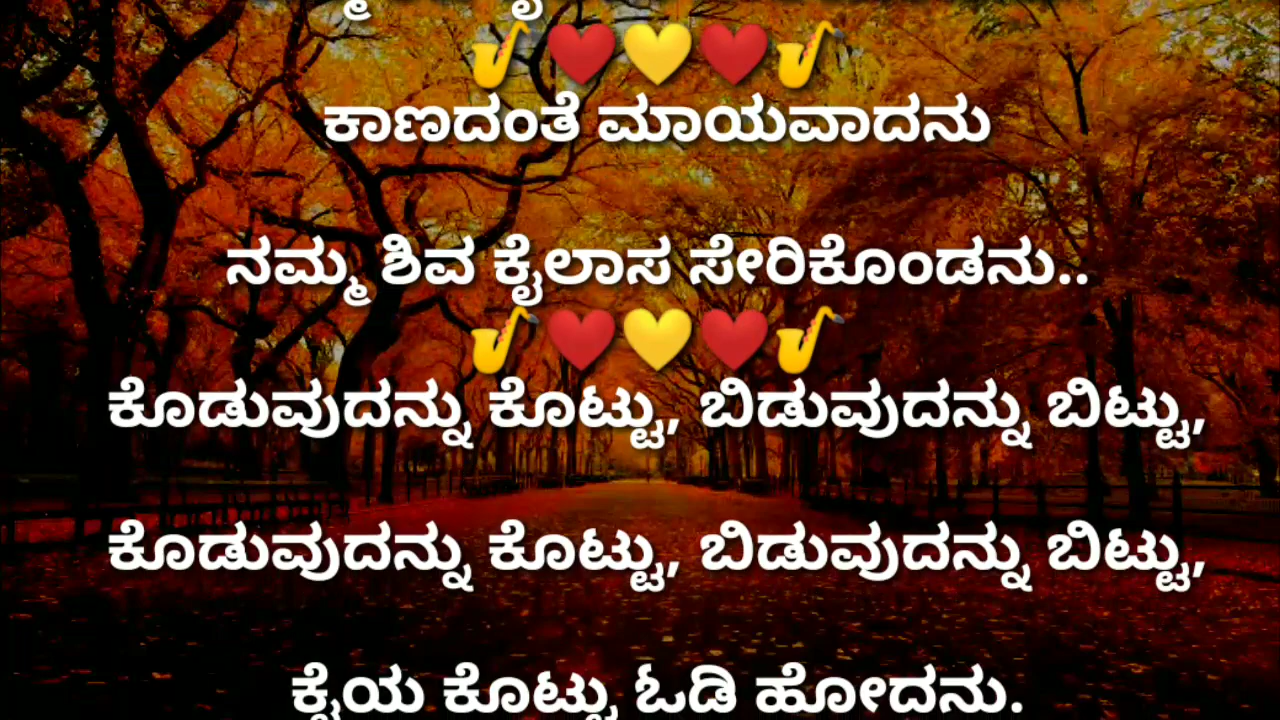 🎷❤️💛❤️🎷
ಕಾಣದಂತೆ ಮಾಯವಾದನು
ನಮ್ಮ ಶಿವ ಕೈಲಾಸ ಸೇರಿಕೊಂಡನು..
🎷❤️💛❤️🎷
ಕೊಡುವುದನ್ನು ಕೊಟ್ಟು, ಬಿಡುವುದನ್ನು ಬಿಟ್ಟು,
ಕೊಡುವುದನ್ನು ಕೊಟ್ಟು, ಬಿಡುವುದನ್ನು ಬಿಟ್ಟು,
ಕೈಯ ಕೊಟ್ಟು ಓಡಿ ಹೋದನು.